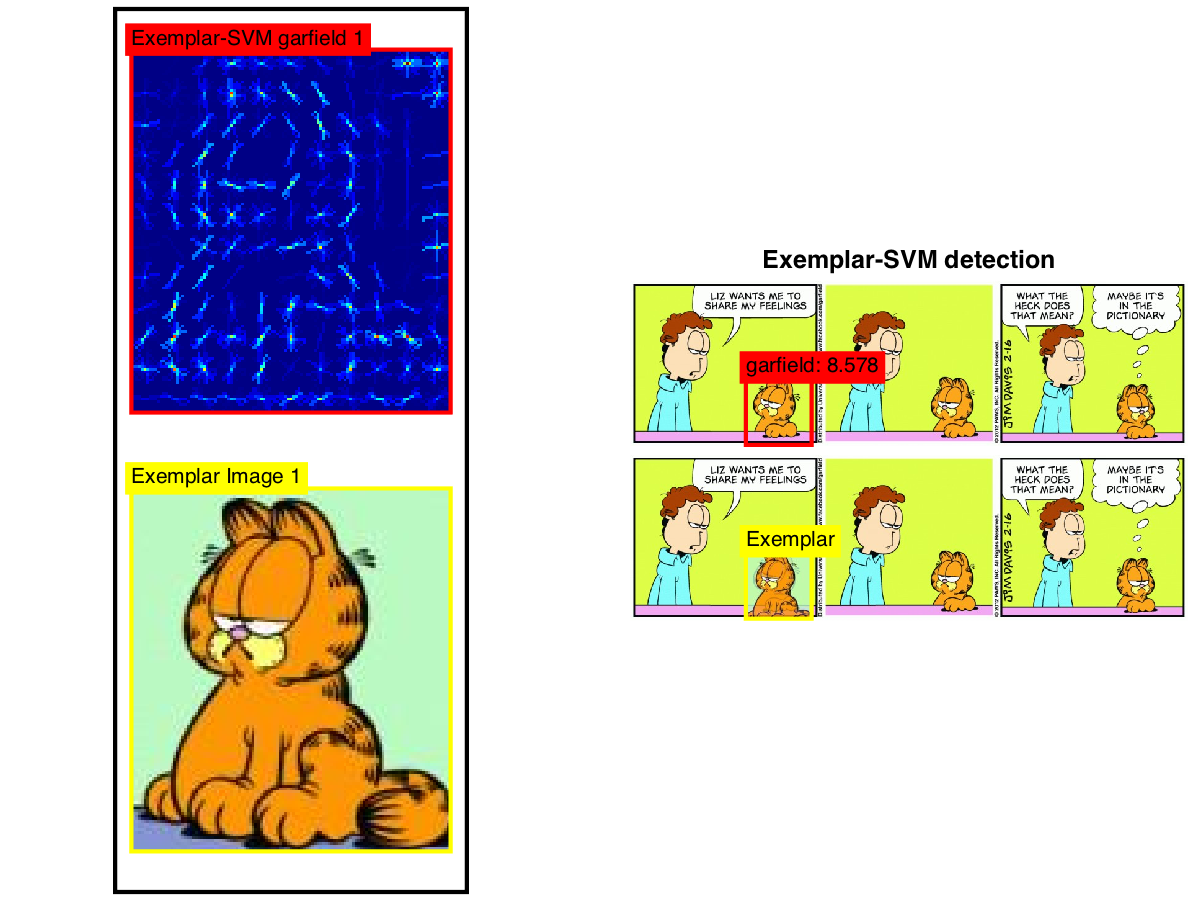 Exemplar-SVM garfield 1
Exemplar Image 1
Exemplar-SVM detection
LIZ WANTS ME TO
SHARE MY FEELINGS
WHAT THE
HECK DOES
THAT MEAN?
MAYBE IT'S
IN THE
DICTIONARY
garfield: 8.578
JIM DAVIS 2-16
LIZ WANTS ME TO
SHARE MY FEELINGS
WHAT THE
HECK DOES
THAT MEAN?
MAYBE IT'S
IN THE
DICTIONARY
Exemplar
JIM DAVIS 2-16